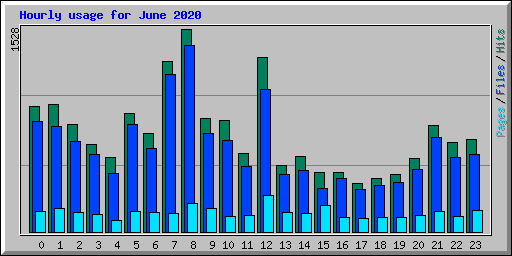 Hourly usage for June 2020
1528
Pages/Files/Hits
0 1 2 3 4 5 6 7 8 9 10 11 12 13 14 15 16 17 18 19 20 21 22 23